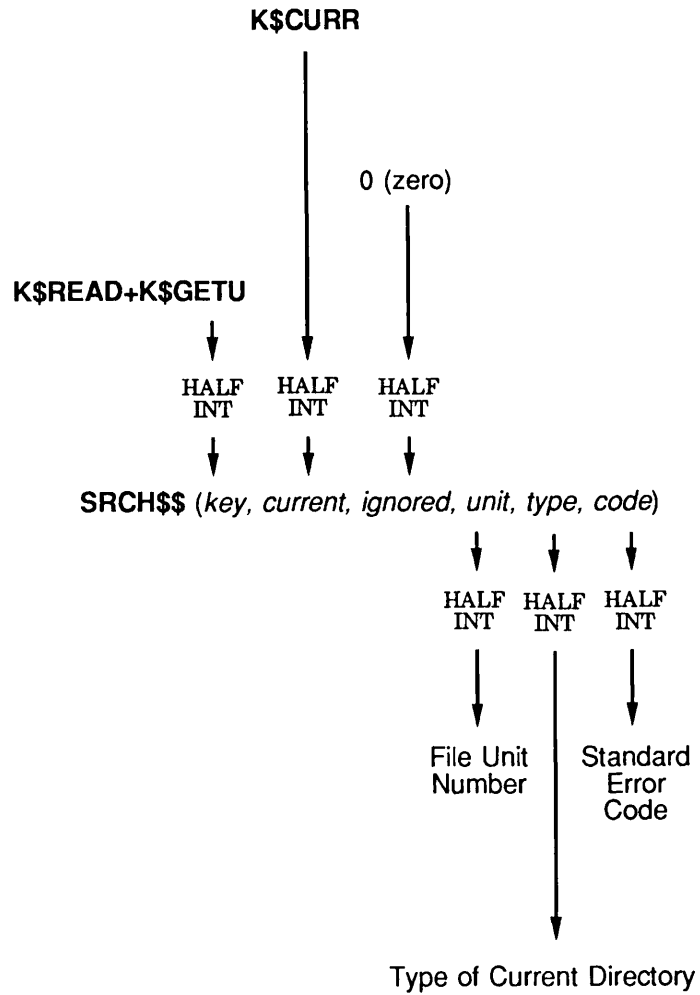 K$CURR
0 (zero)
K$READ+K$GETU
HALF HALF HALF
INT INT INT
SRCH$$ (key, current, ignored, unit, type, code)
HALF HALF HALF
INT INT INT
File Unit Standard
Number Error
Code
Type of Current Directory